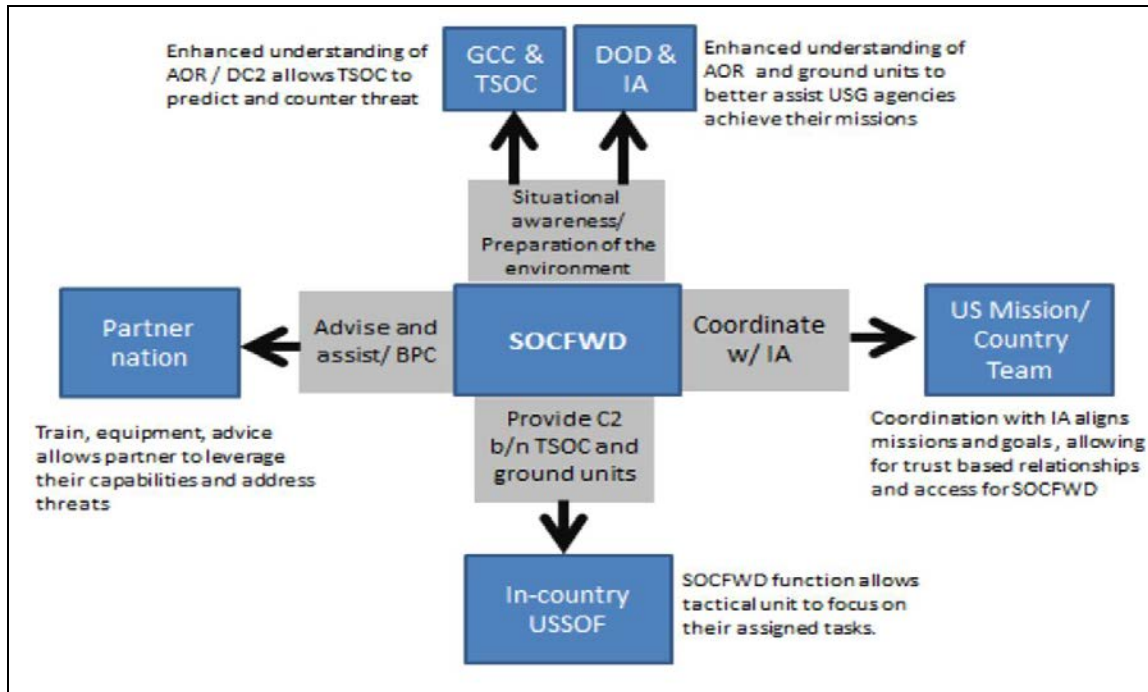 Enhanced understanding of
AOR / DC2 allows TSOC to
predict and counter threat
GCC &
TSOC
DOD &
IA
Enhanced understanding of
AOR and ground units to
better assist USG agencies
achieve their missions
Situational
awareness/
Preparation of the
environment
Partner
nation
Advise and
assist/ BPC
SOCFWD
Coordinate
w/ IA
US Mission/
Country
Team
Train, equipment, advice
allows partner to leverage
their capabilities and address
threats
Provide C2
b/n TSOC and
ground units
Coordination with IA aligns
missions and goals , allowing
for trust based relationships
and access for SOCFWD
In-country
USSOF
SOCFWD function allows
tactical unit to focus on
their assigned tasks.